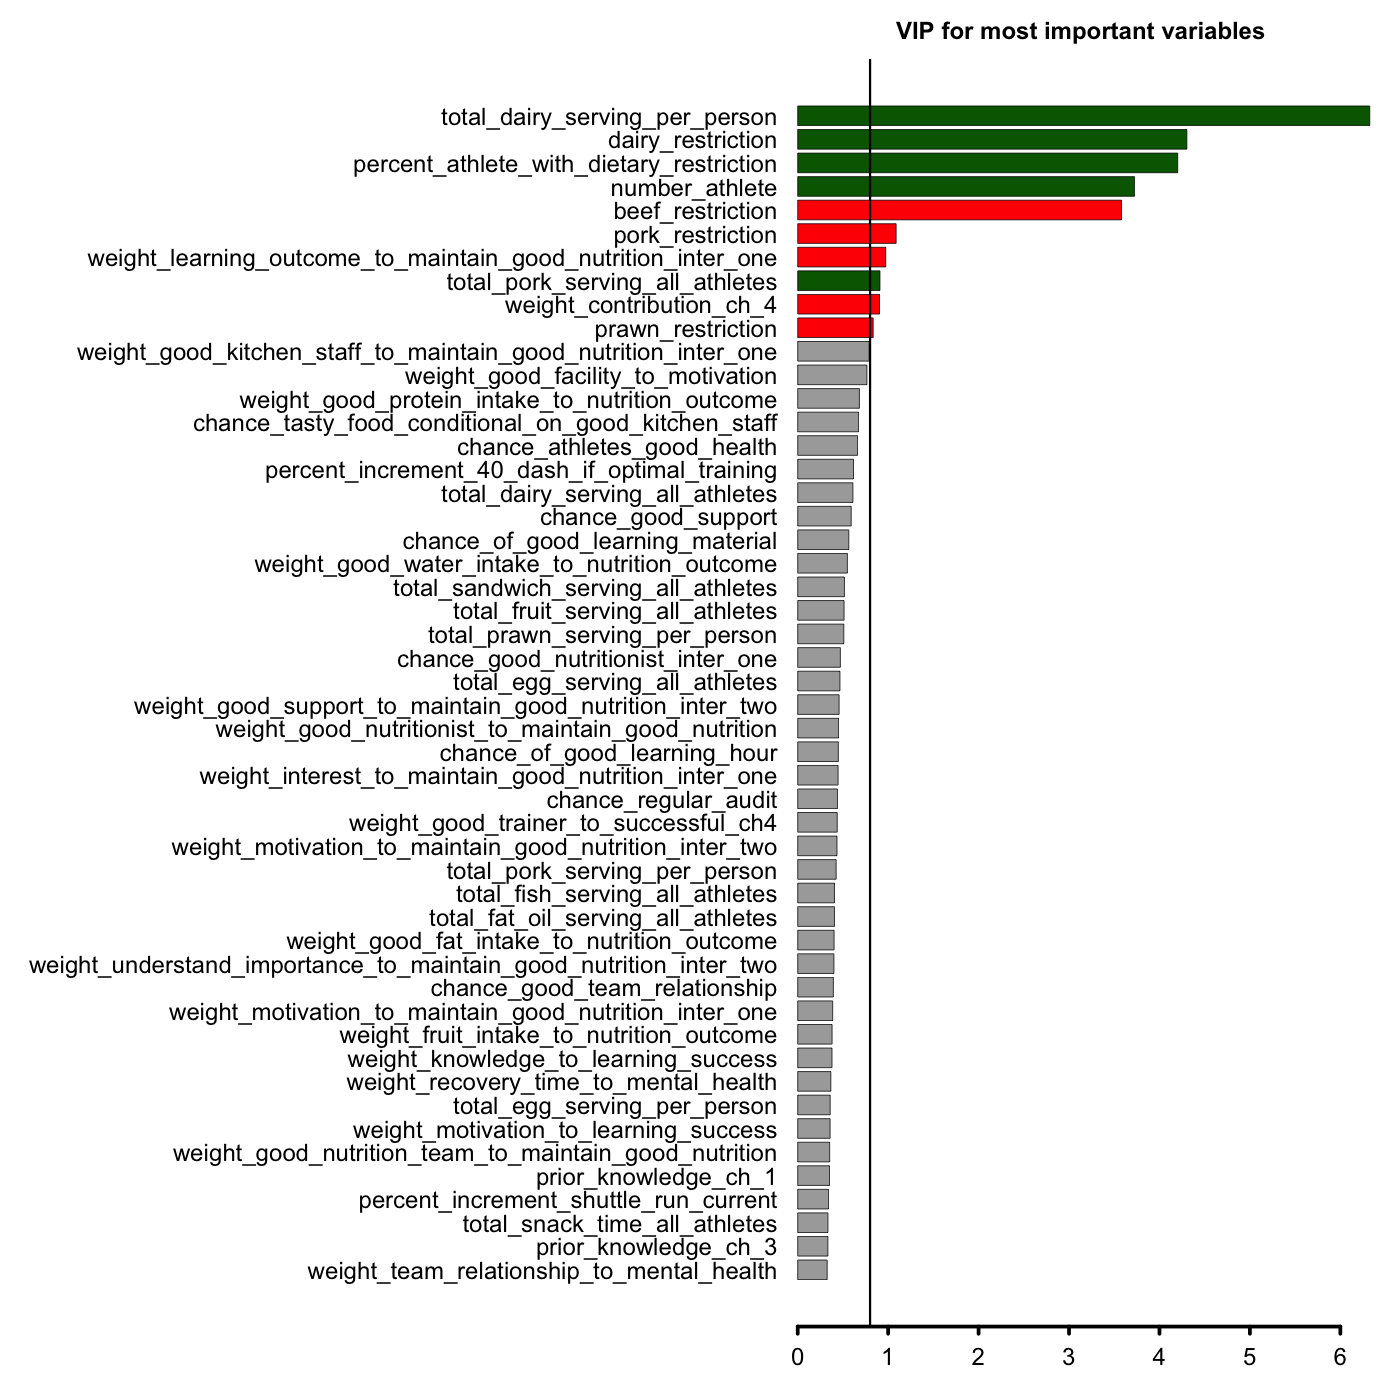 VIP for most important variables
total_dairy_serving_per_person
dairy_restriction
percent_athlete_with_dietary_restriction
number_athlete
beef_restriction
pork_restriction
weight_learning_outcome_to_maintain_good_nutrition_inter_one
total_pork_serving_all_athletes
weight_contribution_ch_4
prawn_restriction
weight_good_kitchen_staff_to_maintain_good_nutrition_inter_one
weight_good_facility_to_motivation
weight_good_protein_intake_to_nutrition_outcome
chance_tasty_food_conditional_on_good_kitchen_staff
chance_athletes_good_health
percent_increment_40_dash_if_optimal_training
total_dairy_serving_all_athletes
chance_good_support
chance_of_good_learning_material
weight_good_water_intake_to_nutrition_outcome
total_sandwich_serving_all_athletes
total_fruit_serving_all_athletes
total_prawn_serving_per_person
chance_good_nutritionist_inter_one
total_egg_serving_all_athletes
weight_good_support_to_maintain_good_nutrition_inter_two
weight_good_nutritionist_to_maintain_good_nutrition
chance_of_good_learning_hour
weight_interest_to_maintain_good_nutrition_inter_one
chance_regular_audit
weight_good_trainer_to_successful_ch4
weight_motivation_to_maintain_good_nutrition_inter_two
total_pork_serving_per_person
total_fish_serving_all_athletes
total_fat_oil_serving_all_athletes
weight_good_fat_intake_to_nutrition_outcome
weight_understand_importance_to_maintain_good_nutrition_inter_two
chance_good_team_relationship
weight_motivation_to_maintain_good_nutrition_inter_one
weight_fruit_intake_to_nutrition_outcome
weight_knowledge_to_learning_success
weight_recovery_time_to_mental_health
total_egg_serving_per_person
weight_motivation_to_learning_success
weight_good_nutrition_team_to_maintain_good_nutrition
prior_knowledge_ch_1
percent_increment_shuttle_run_current
total_snack_time_all_athletes
prior_knowledge_ch_3
weight_team_relationship_to_mental_health
0 1 2 3 4 5 6